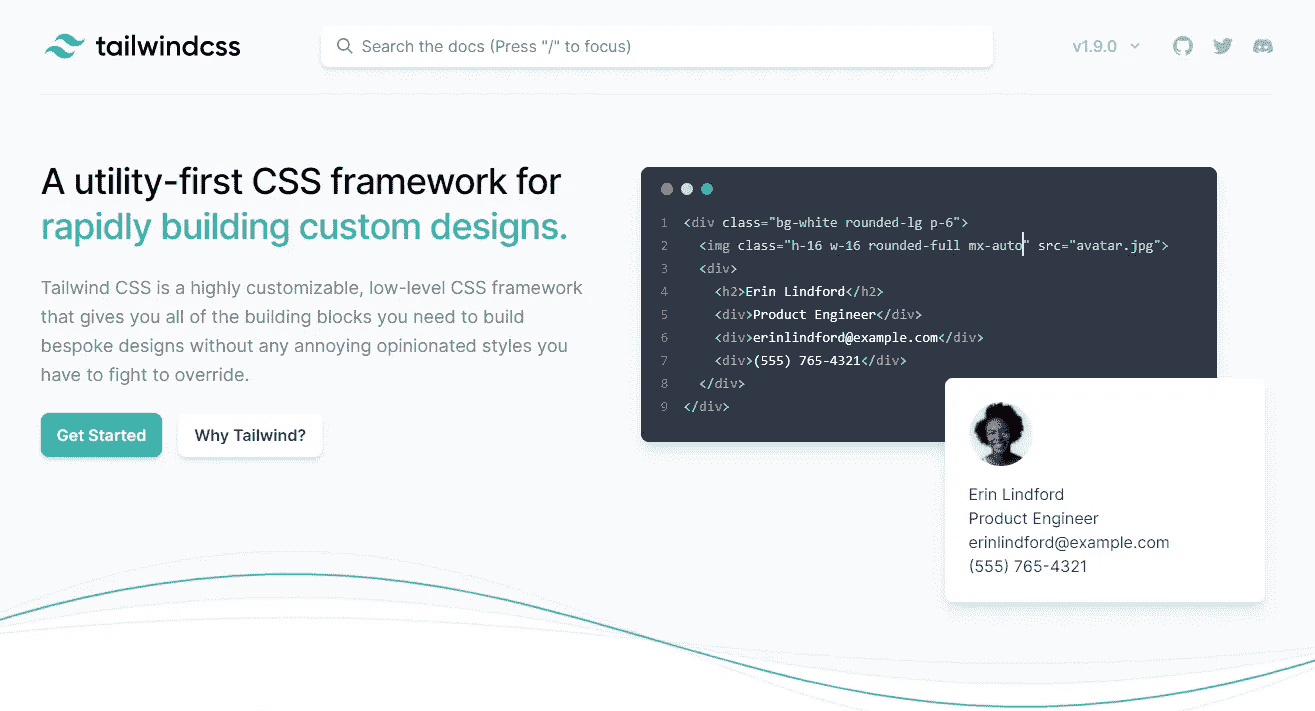 tailwindcss
Search the docs (Press "/" to focus)
v1.9.0
A utility-first CSS framework for
rapidly building custom designs.
Tailwind CSS is a highly customizable, low-level CSS framework
that gives you all of the building blocks you need to build
bespoke designs without any annoying opinionated styles you
have to fight to override.
Get Started
Why Tailwind?
1 <div class="bg-white rounded-lg p-6">
2 <img class="h-16 w-16 rounded-full mx-auto" src="avatar.jpg">
3 <div>
4 <h2>Erin Lindford</h2>
5 <div>Product Engineer</div>
6 <div>erinlindford@example.com</div>
7 <div>(555) 765-4321</div>
8 </div>
9 </div>
Erin Lindford
Product Engineer
erinlindford@example.com
(555) 765-4321